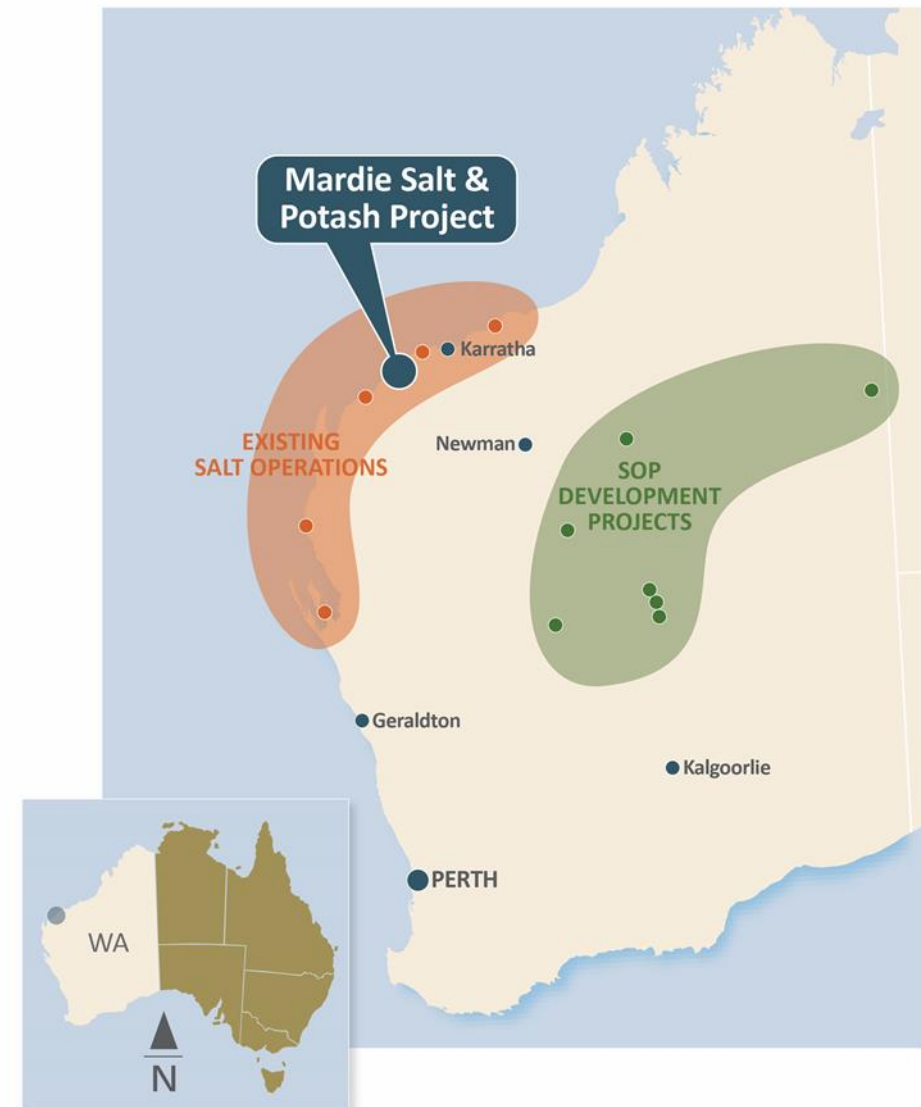 Mardie Salt &
Potash Project
Karratha
EXISTING
SALT OPERATIONS
Newman
SOP
DEVELOPMENT
PROJECTS
Geraldton
Kalgoorlie
PERTH
WA
N